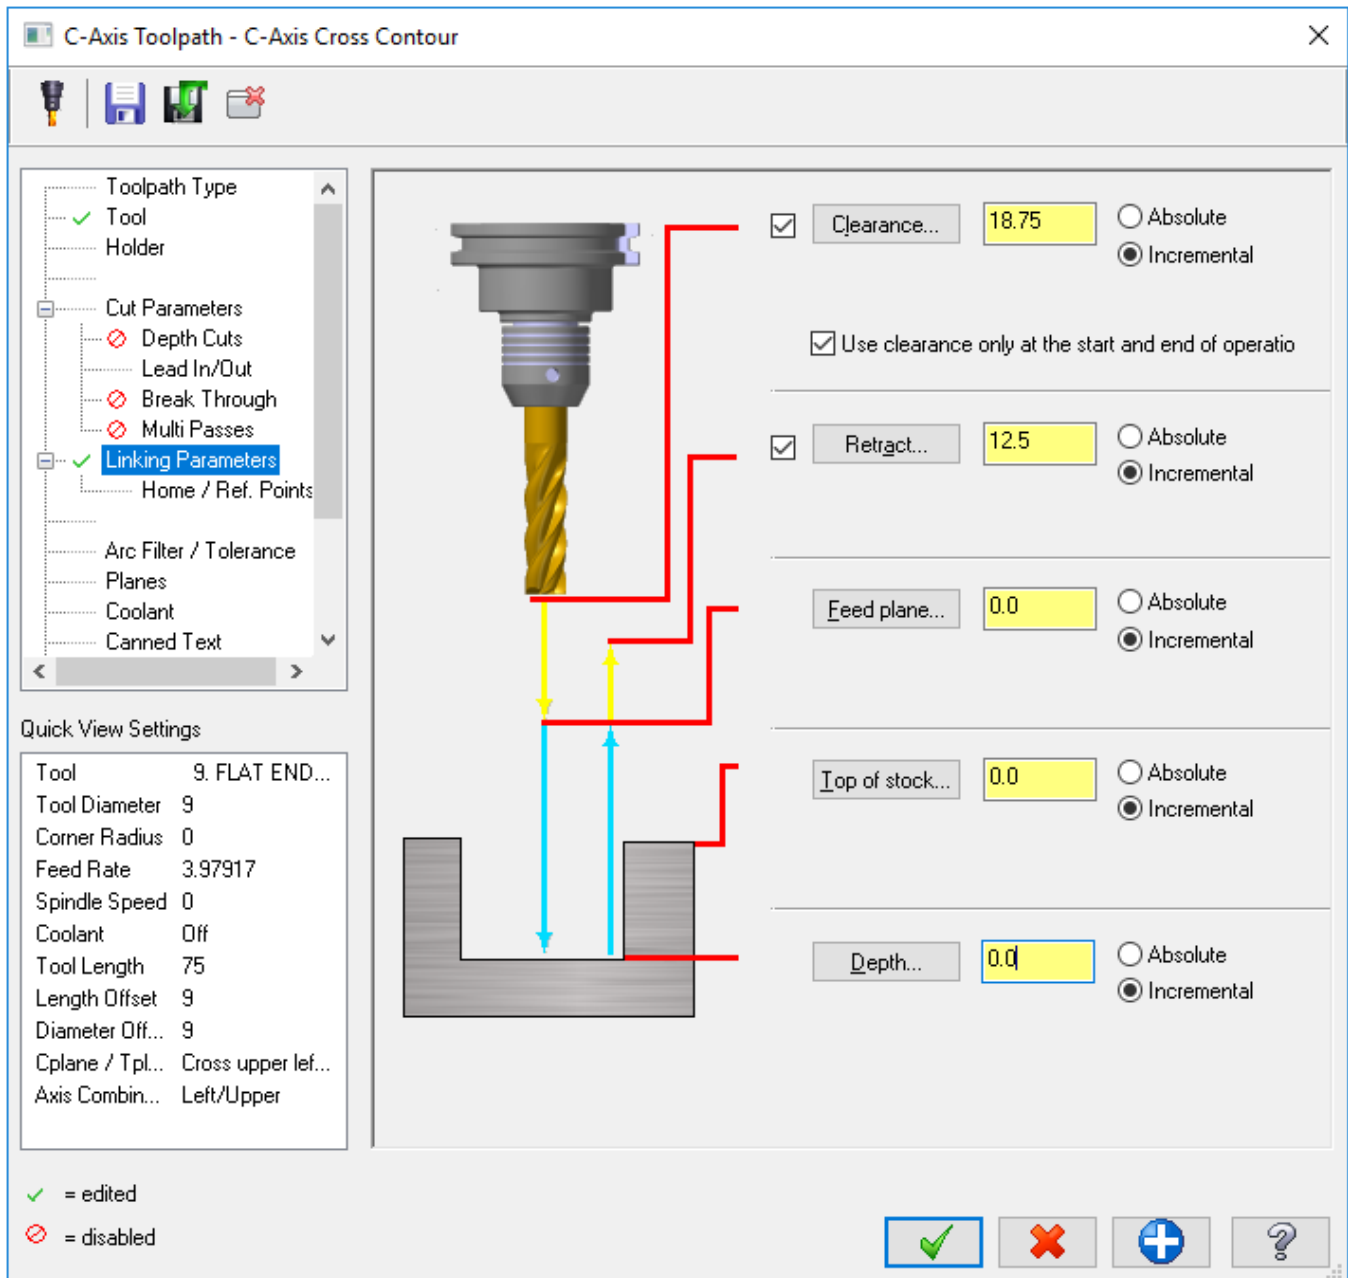 C-Axis Toolpath - C-Axis Cross Contour
Toolpath Type
Tool
Holder
Cut Parameters
Depth Cuts
Lead In/Out
Break Through
Multi Passes
Linking Parameters
Home / Ref. Points
Arc Filter / Tolerance
Planes
Coolant
Canned Text
Quick View Settings
Tool 9. FLAT END...
Tool Diameter 9
Corner Radius 0
Feed Rate 3.97917
Spindle Speed 0
Coolant Off
Tool Length 75
Length Offset 9
Diameter Off... 9
Cplane / Tpl... Cross upper lef...
Axis Combin... Left/Upper
= edited
= disabled
Clearance... 18.75 Absolute
Incremental
Use clearance only at the start and end of operatio
Retract... 12.5 Absolute
Incremental
Feed plane... 0.0 Absolute
Incremental
Top of stock... 0.0 Absolute
Incremental
Depth... 0.0 Absolute
Incremental